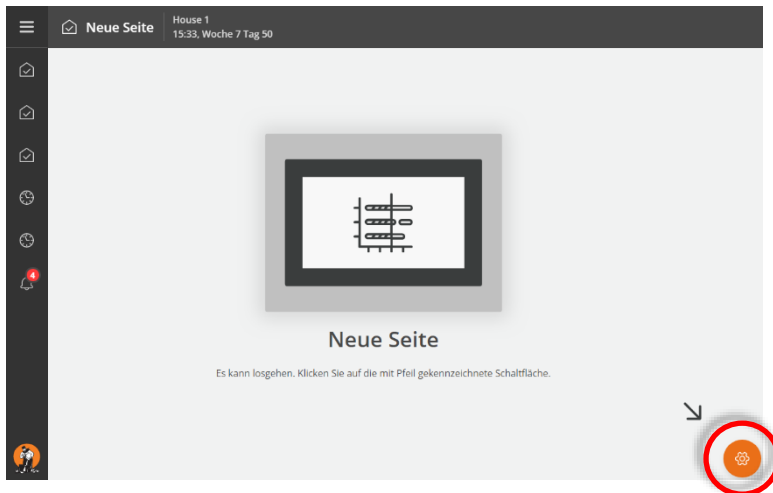 Neue Seite
House 1
15:33, Woche 7 Tag 50
4
Neue Seite
Es kann losgehen. Klicken Sie auf die mit Pfeil gekennzeichnete Schaltfläche.